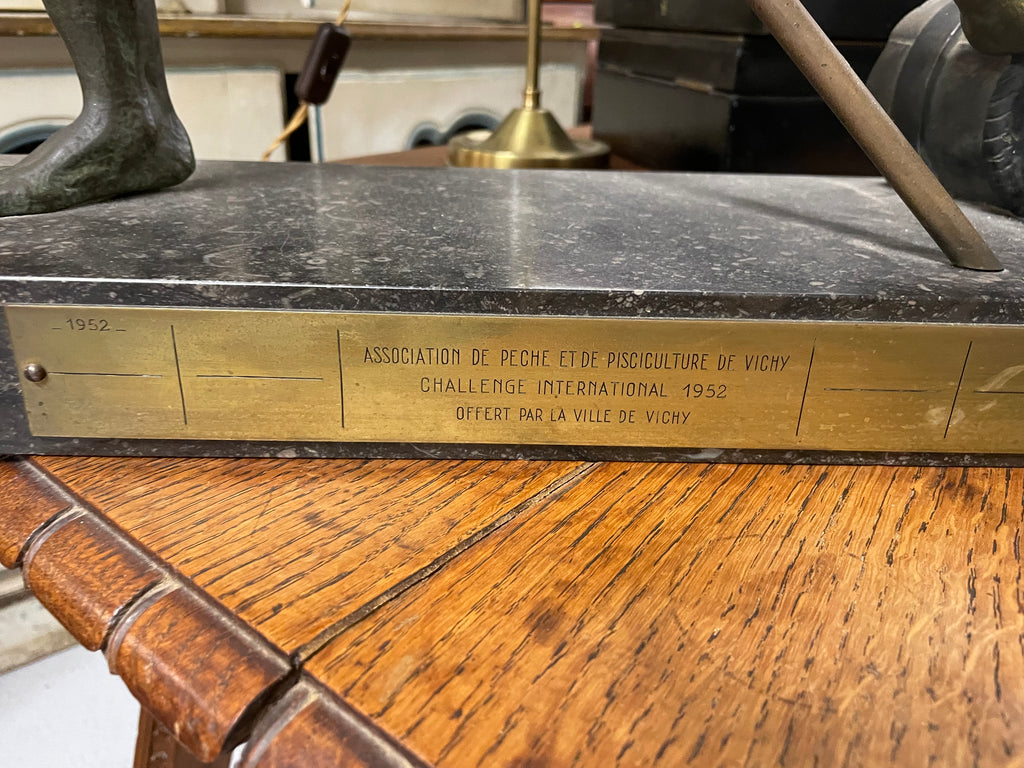 _ 1952 _
ASSOCIATION DE PECHE ET DE PISCICULTURE DE VICHY
CHALLENGE INTERNATIONAL 1952
OFFERT PAR LA VILLE DE VICHY